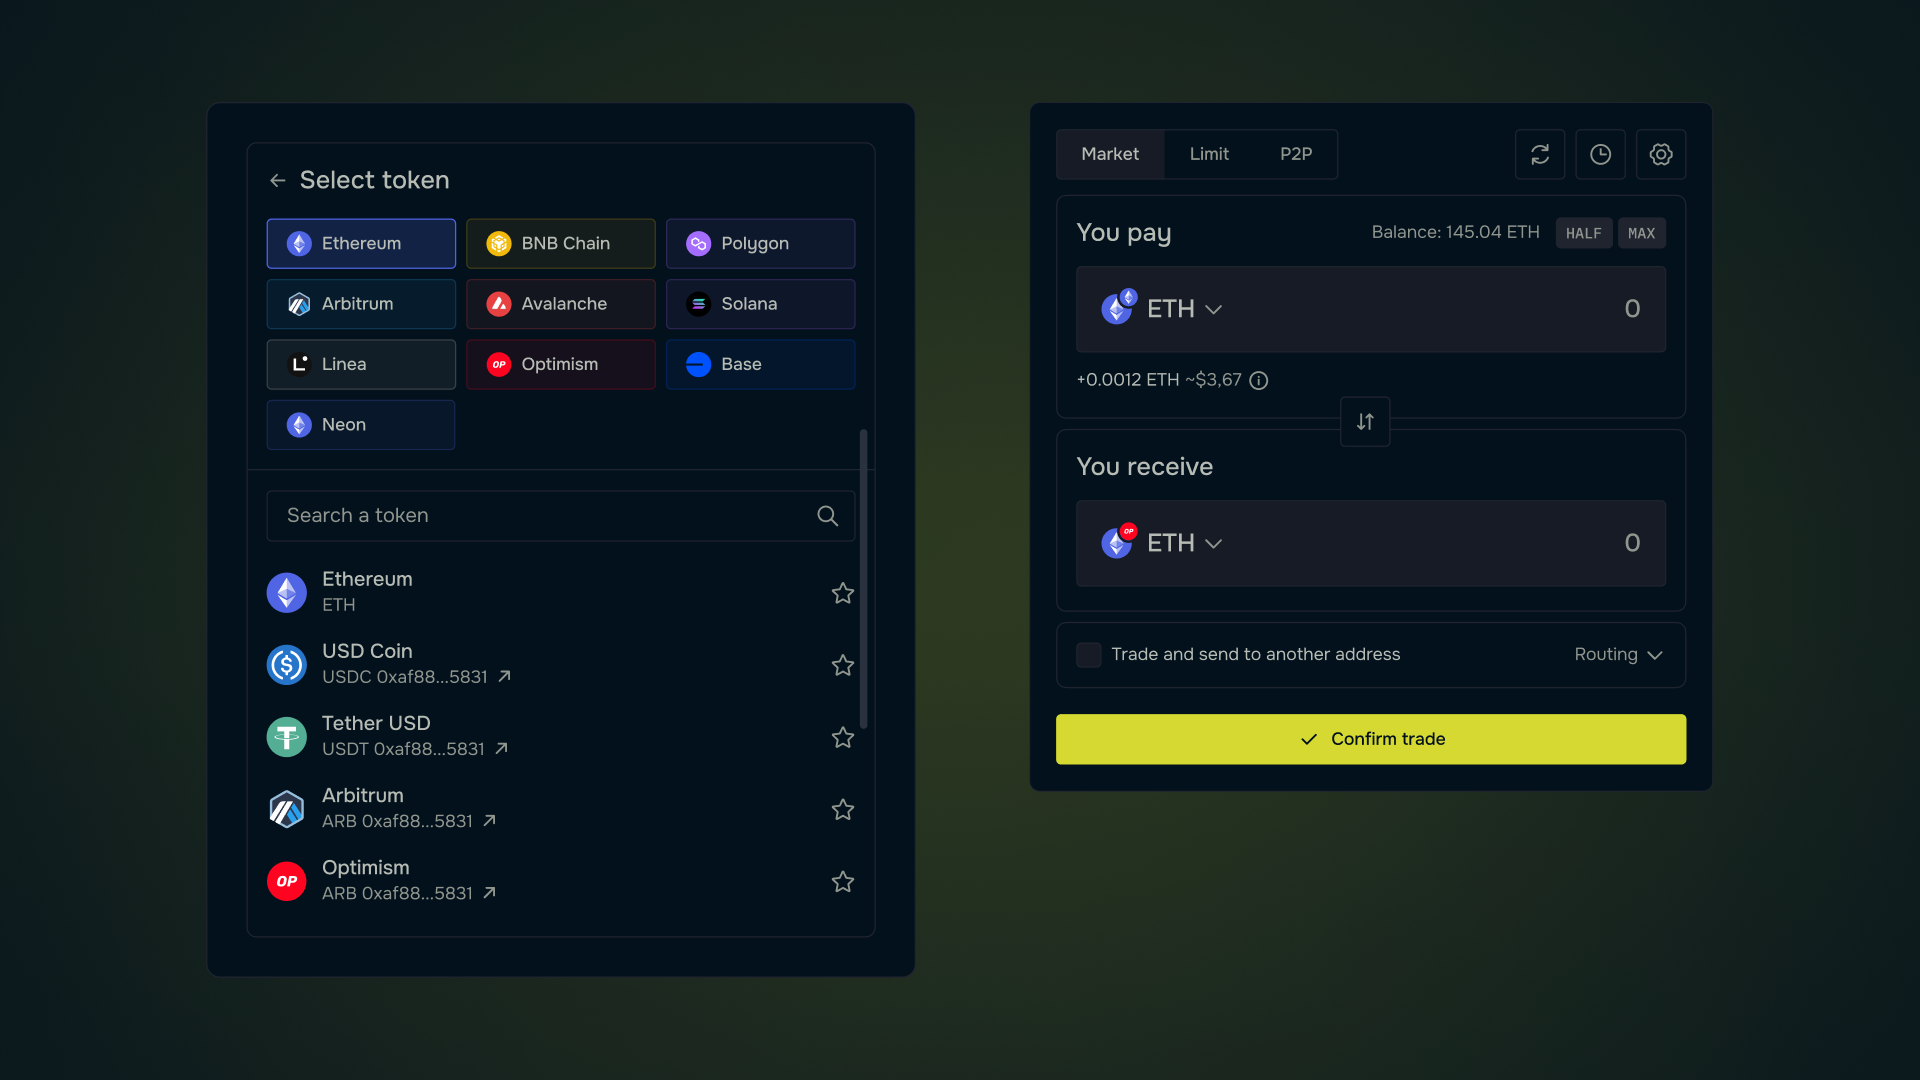 Select token
Ethereum
BNB Chain
Polygon
Arbitrum
Avalanche
Solana
Linea
OP
Optimism
Base
Neon
Search a token
Ethereum
ETH
USD Coin
USDC 0xaf88...5831
Tether USD
USDT 0xaf88...5831
Arbitrum
ARB 0xaf88...5831
OP
Optimism
ARB 0xaf88...5831
Market
Limit
P2P
You pay
Balance: 145.04 ETH
HALF
MAX
ETH
0
+0.0012 ETH ~$3,67
You receive
OP
ETH
0
Trade and send to another address
Routing
Confirm trade